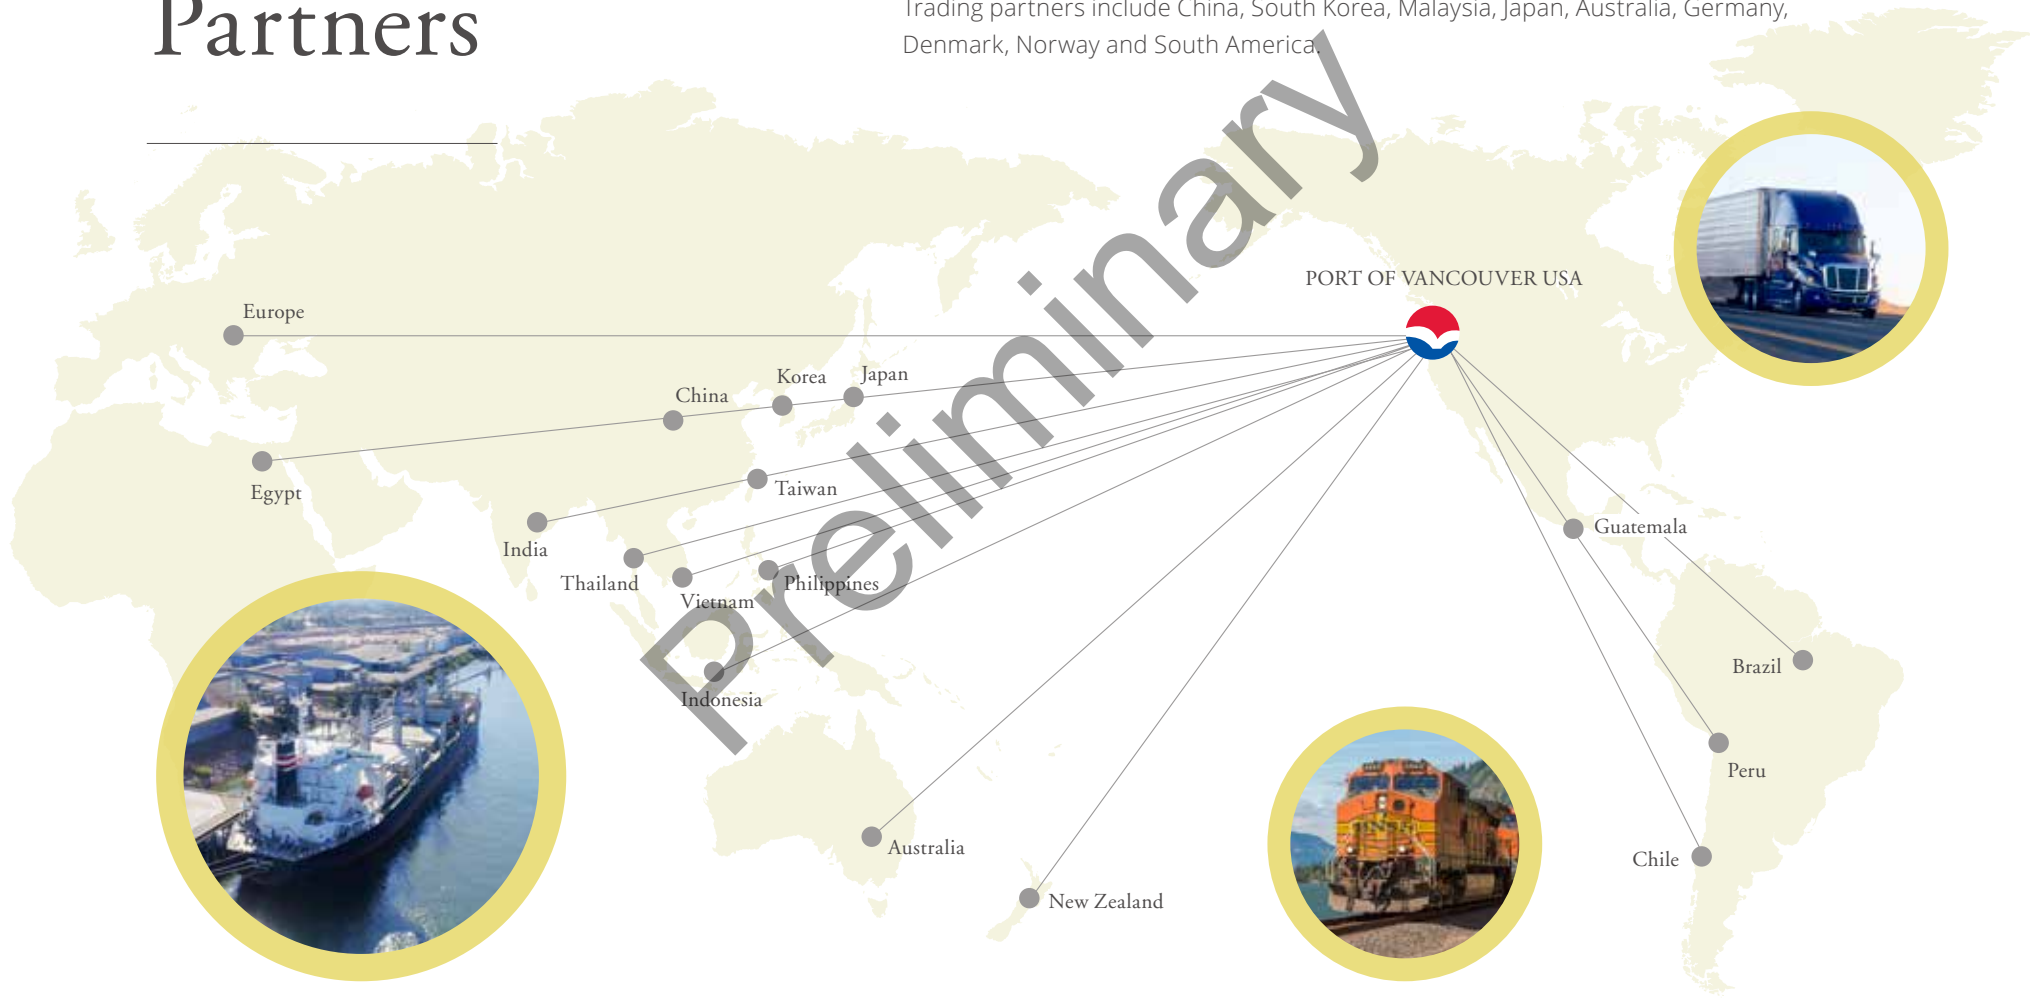 Partners
Trading partners include China, South Korea, Malaysia, Japan, Australia, Germany,
Denmark, Norway and South America.
Preliminary
PORT OF VANCOUVER USA
Europe
China
Korea
Japan
Egypt
Taiwan
India
Thailand
Vietnam
Philippines
Indonesia
Guatemala
Brazil
Peru
Chile
Australia
New Zealand